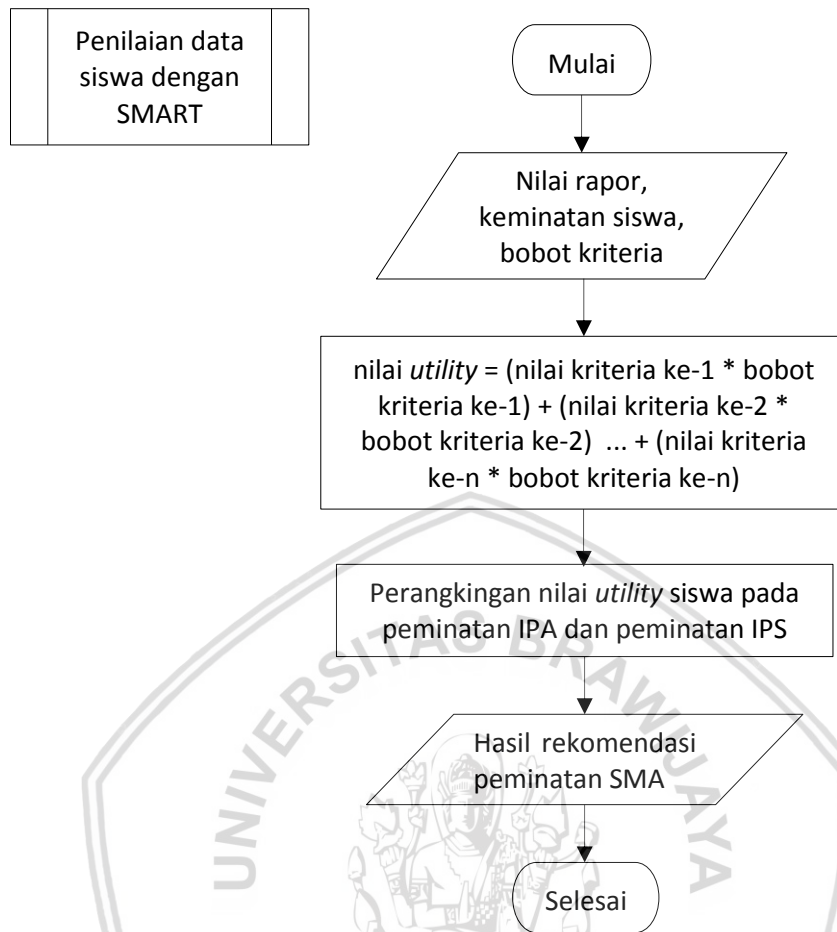 Penilaian data
siswa dengan
SMART
Mulai
Nilai rapor,
keminatan siswa,
bobot kriteria
nilai utility = (nilai kriteria ke-1 * bobot
kriteria ke-1) + (nilai kriteria ke-2 *
bobot kriteria ke-2)  ... + (nilai kriteria
ke-n * bobot kriteria ke-n)
Perangkingan nilai utility siswa pada
peminatan IPA dan peminatan IPS
UNIVERSITAS BRAWIJAYA
Hasil rekomendasi
peminatan SMA
Selesai